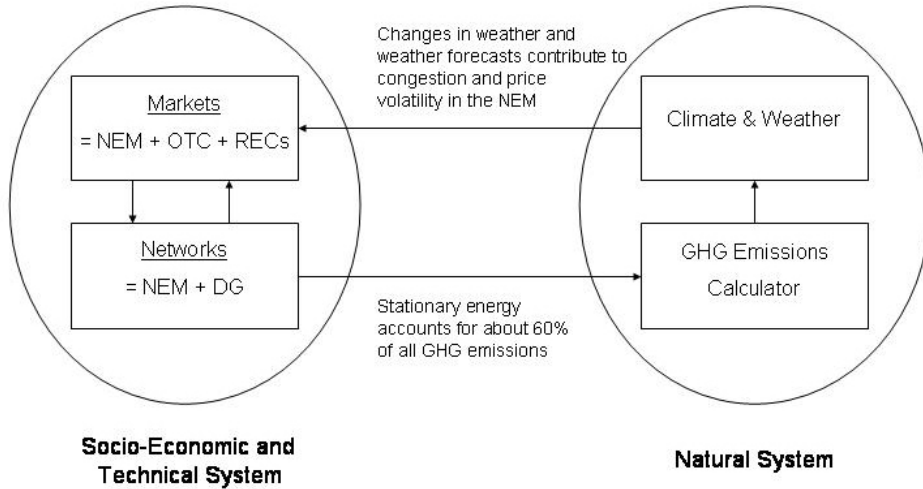 Changes in weather and
weather forecasts contribute to
congestion and price
volatility in the NEM
Markets
= NEM + OTC + RECs
Climate & Weather
Networks
= NEM + DG
GHG Emissions
Calculator
Stationary energy
accounts for about 60%
of all GHG emissions
Socio-Economic and
Technical System
Natural System